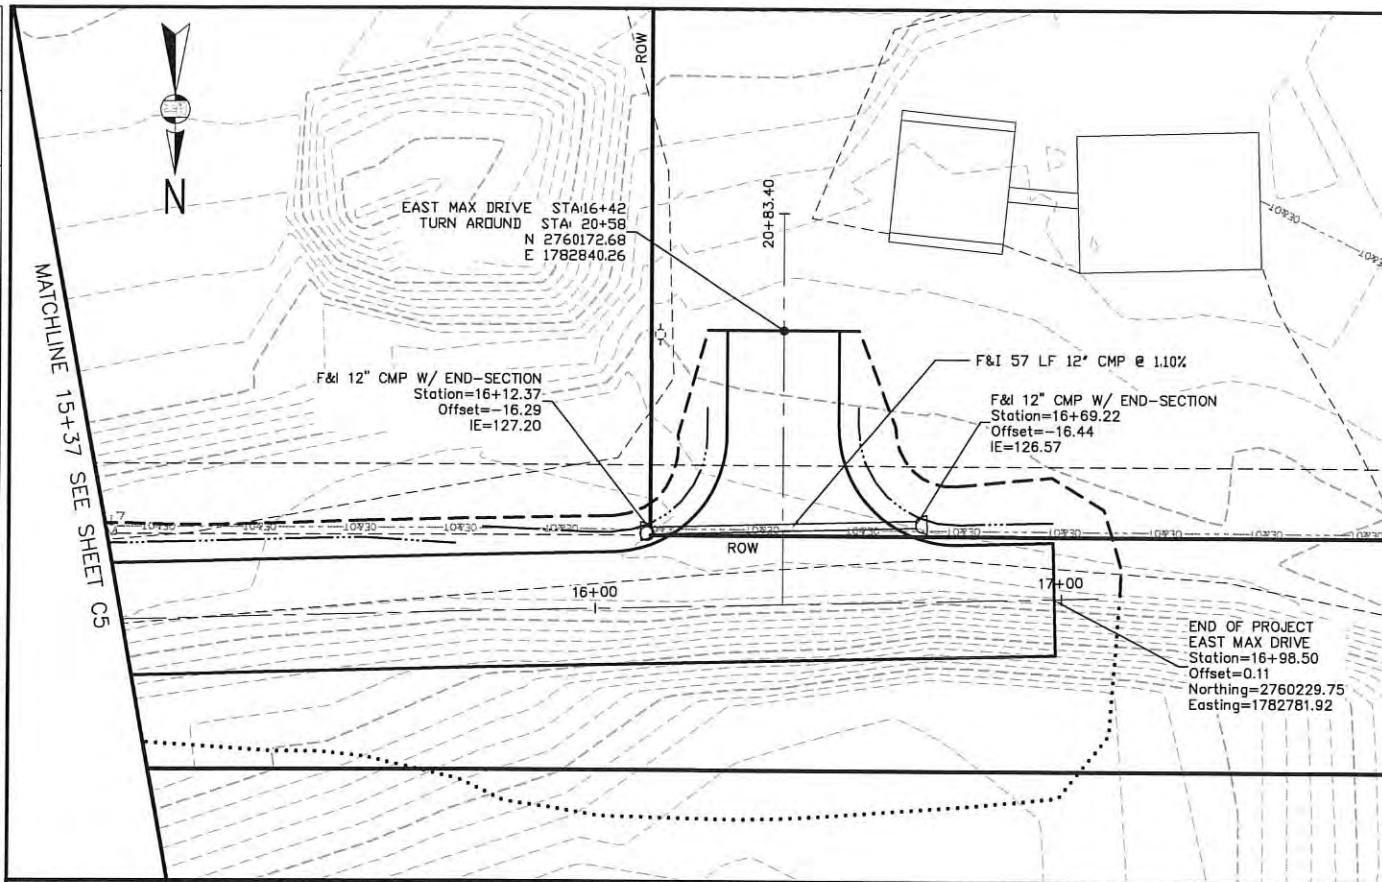 ROW
N
20+83.40
EAST MAX DRIVE STA:16+42
TURN AROUND STA: 20+58
N 2760172.68
E 1782840.26
MATCHLINE 15+37 SEE SHEET C5
F&I 12" CMP W/ END-SECTION
Station=16+12.37
Offset=-16.29
IE=127.20
F&I 57 LF 12" CMP @ 1.10%
F&I 12" CMP W/ END-SECTION
Station=16+69.22
Offset=-16.44
IE=126.57
ROW
16+00
17+00
END OF PROJECT
EAST MAX DRIVE
Station=16+98.50
Offset=0.11
Northing=2760229.75
Easting=1782781.92